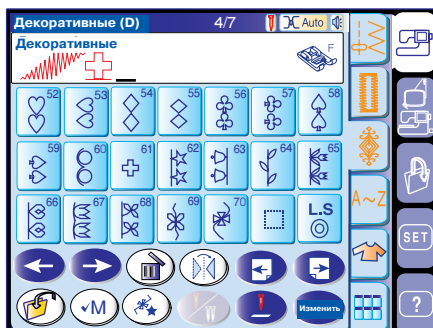 Декоративные (D) 4/7 Auto
Декоративные F
52 53 54 55 56 57 58
59 60 61 62 63 64 65
66 67 68 69 70 L.S
A~Z
SET
✓M Изменить ?